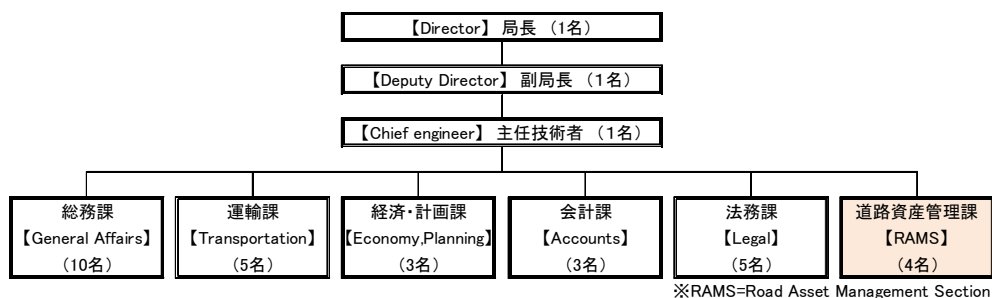 【Director】 局長 （1名）
【Deputy Director】 副局長 （1名）
【Chief engineer】 主任技術者 （1名）
総務課
【General Affairs】
（10名）
運輸課
【Transportation】
（5名）
経済・計画課
【Economy,Planning】
（3名）
会計課
【Accounts】
（3名）
法務課
【Legal】
（5名）
道路資産管理課
【RAMS】
（4名）
※RAMS=Road Asset Management Section